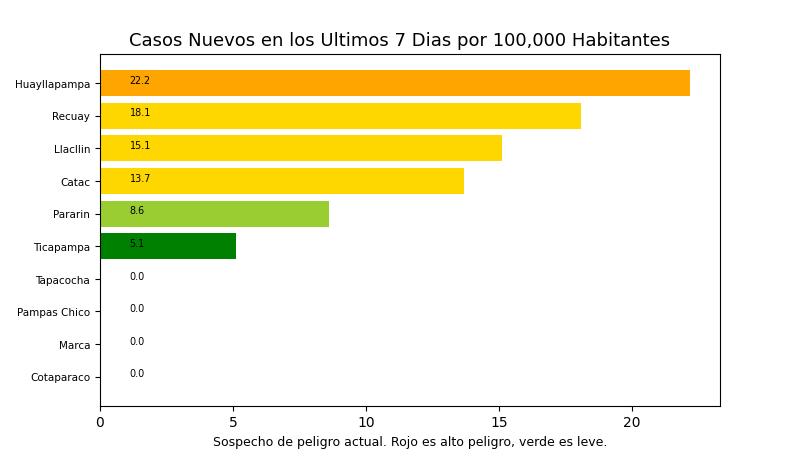 Casos Nuevos en los Ultimos 7 Dias por 100,000 Habitantes
Huayllapampa 22.2
Recuay 18.1
Llacllin 15.1
Catac 13.7
Pararin 8.6
Ticapampa 5.1
Tapacocha 0.0
Pampas Chico 0.0
Marca 0.0
Cotaparaco 0.0
0 5 10 15 20
Sospecho de peligro actual. Rojo es alto peligro, verde es leve.